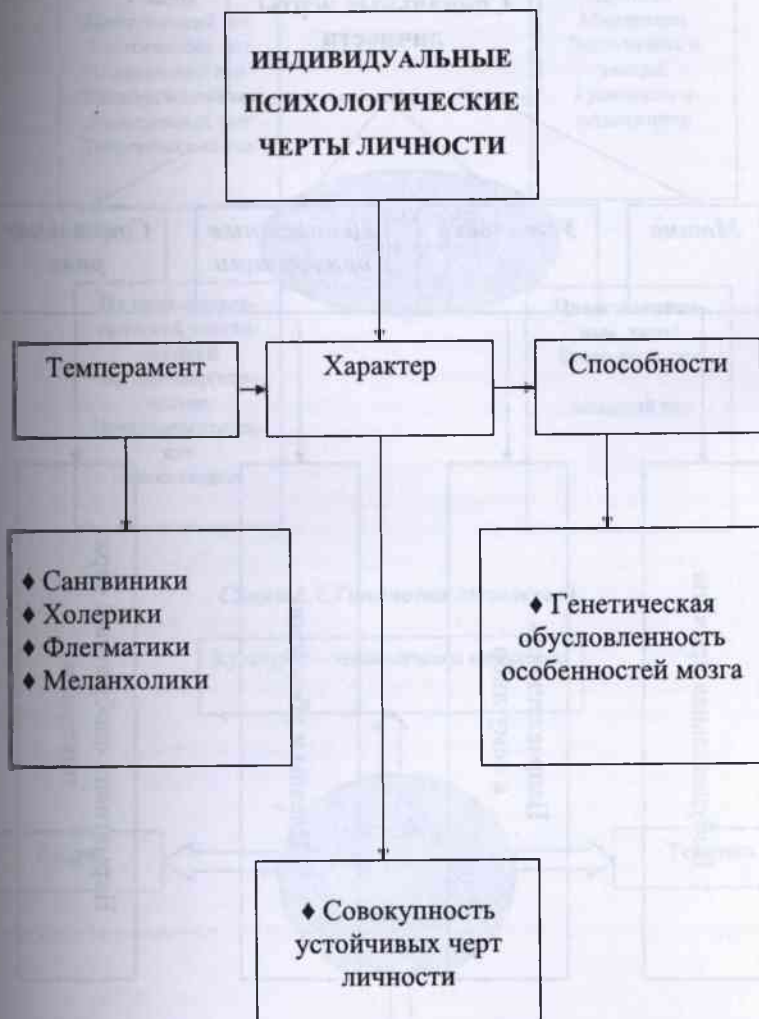 ИНДИВИДУАЛЬНЫЕ
ПСИХОЛОГИЧЕСКИЕ
ЧЕРТЫ ЛИЧНОСТИ
Темперамент
Характер
Способности
♦ Сангвиники
♦ Холерики
♦ Флегматики
♦ Меланхолики
♦ Генетическая
обусловленность
особенностей мозга
♦ Совокупность
устойчивых черт
личности